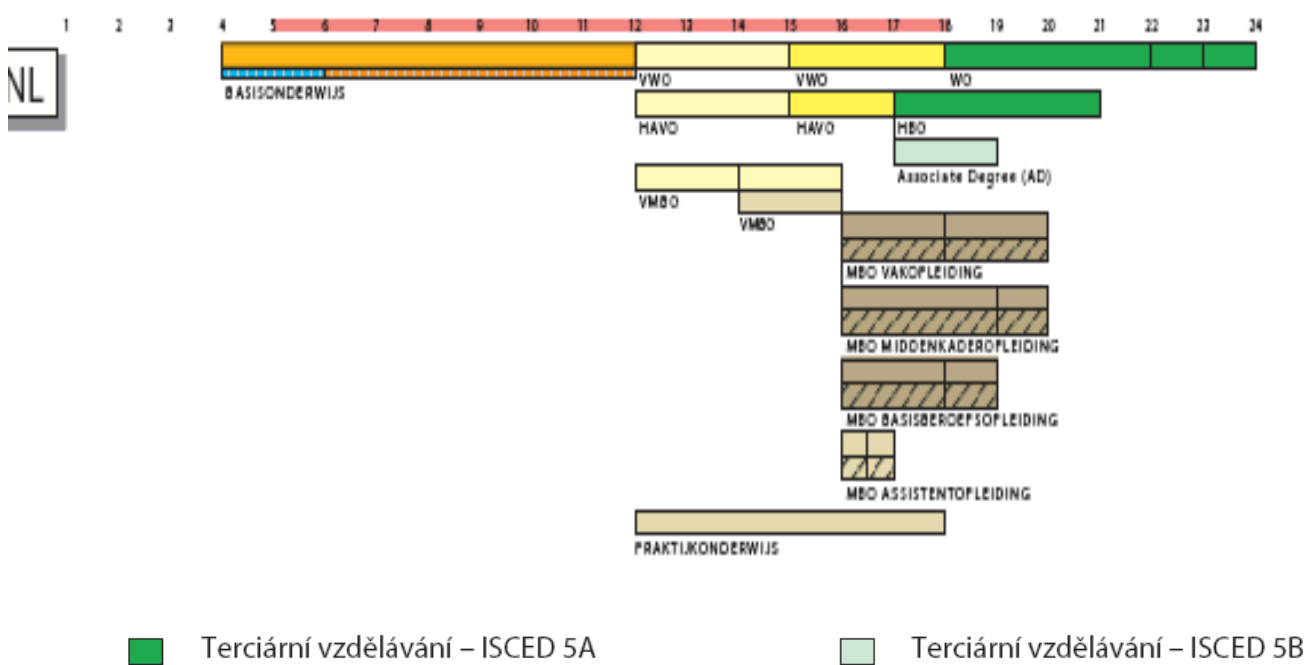 1 2 3 4 5 6 7 8 9 10 11 12 13 14 15 16 17 18 19 20 21 22 23 24
NL
VWO VWO WO
BASISONDERWIJS
HAVO HAVO HBO
Associate Degree (AD)
VMBO
VMBO
MBO VAKOPLEIDING
MBO MIDDENKADEROPLEIDING
MBO BASISBEROEPSOPLEIDING
MBO ASSISTENTOPLEIDING
PRAKTIJKONDERWIJS
Terciární vzdělávání – ISCED 5A Terciární vzdělávání – ISCED 5B